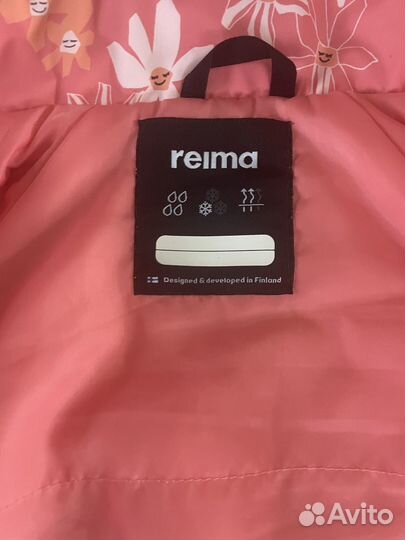 reima
Designed & developed in Finland
Avito